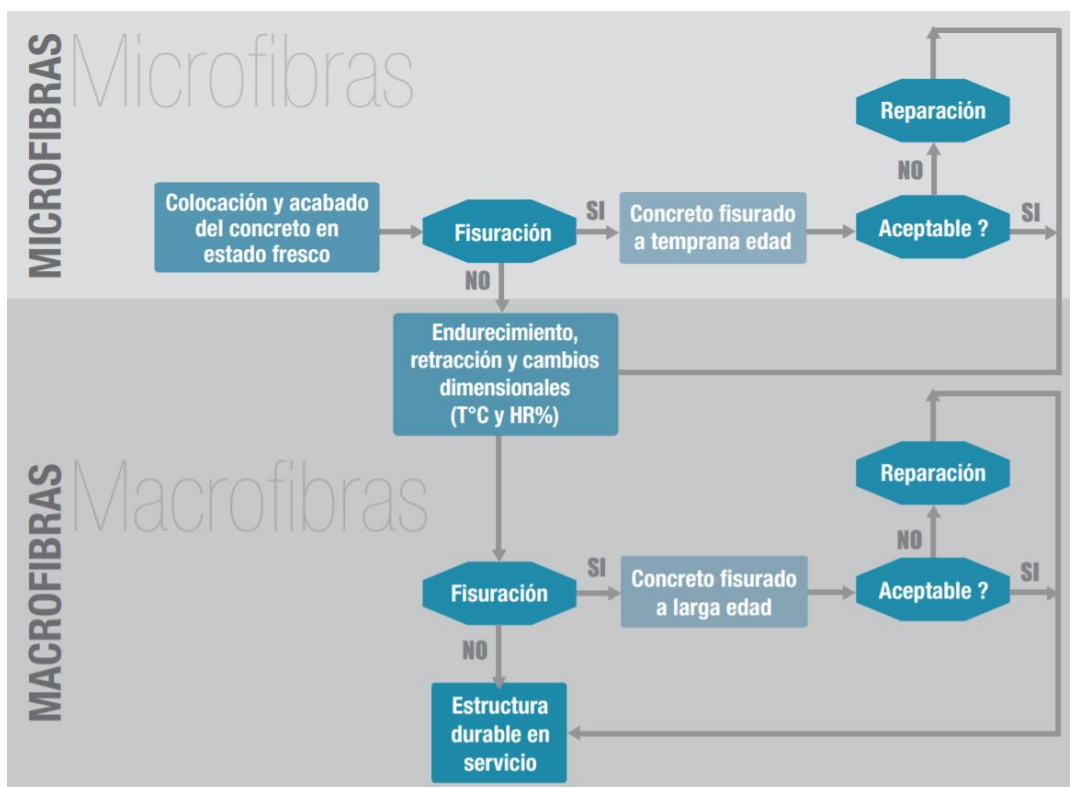 MICROFIBRAS
Microfibras
Reparación
NO
Colocación y acabado
del concreto en
estado fresco
Fisuración
SI
Concreto fisurado
a temprana edad
Aceptable ?
SI
NO
Endurecimiento,
retracción y cambios
dimensionales
(T°C y HR%)
MACROFIBRAS
Macrofibras
Reparación
NO
Fisuración
SI
Concreto fisurado
a larga edad
Aceptable ?
SI
NO
Estructura
durable en
servicio